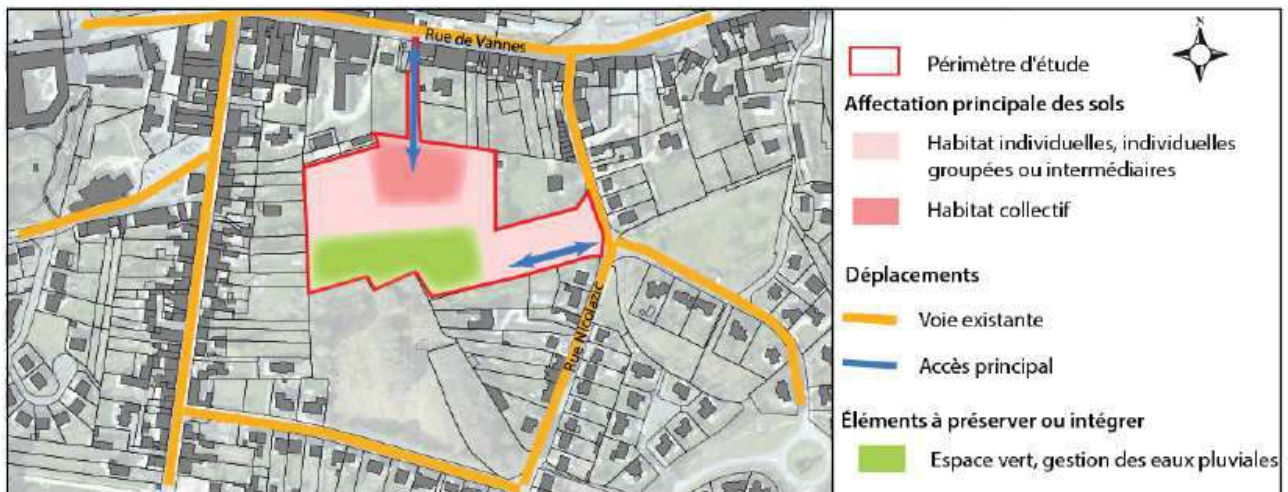 Rue de Vannes
Rue Nicolazic
N
Périmètre d'étude
Affectation principale des sols
Habitat individuelles, individuelles
groupées ou intermédiaires
Habitat collectif
Déplacements
Voie existante
Accès principal
Éléments à préserver ou intégrer
Espace vert, gestion des eaux pluviales